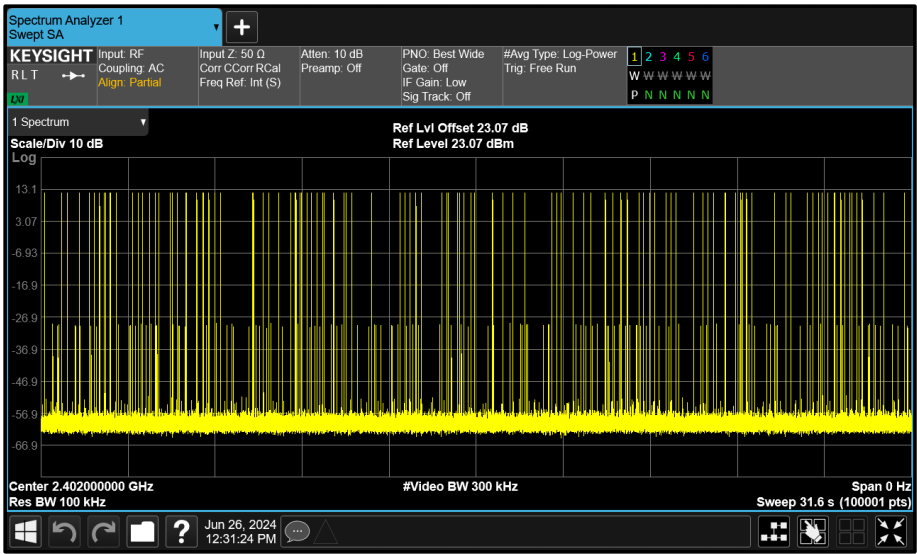 Spectrum Analyzer 1
Swept SA
▼
+
KEYSIGHT
RLT
LXI
Input: RF
Coupling: AC
Align: Partial
Input Z: 50 Ω
Corr CCorr RCal
Freq Ref: Int (S)
Atten: 10 dB
Preamp: Off
PNO: Best Wide
Gate: Off
IF Gain: Low
Sig Track: Off
#Avg Type: Log-Power
Trig: Free Run
1 2 3 4 5 6
W W W W W W
P N N N N N
1 Spectrum ▼
Scale/Div 10 dB
Ref Lvl Offset 23.07 dB
Ref Level 23.07 dBm
Log
13.1
3.07
-6.93
-16.9
-26.9
-36.9
-46.9
-56.9
-66.9
Center 2.402000000 GHz
#Video BW 300 kHz
Span 0 Hz
Res BW 100 kHz
Sweep 31.6 s (100001 pts)
?
Jun 26, 2024
12:31:24 PM